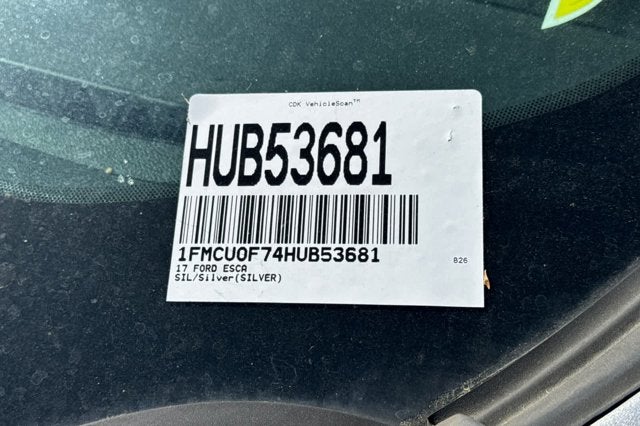 CDK VehicleScan™
HUB53681
1FMCU0F74HUB53681
17 FORD ESCA
826
SIL/Silver(SILVER)